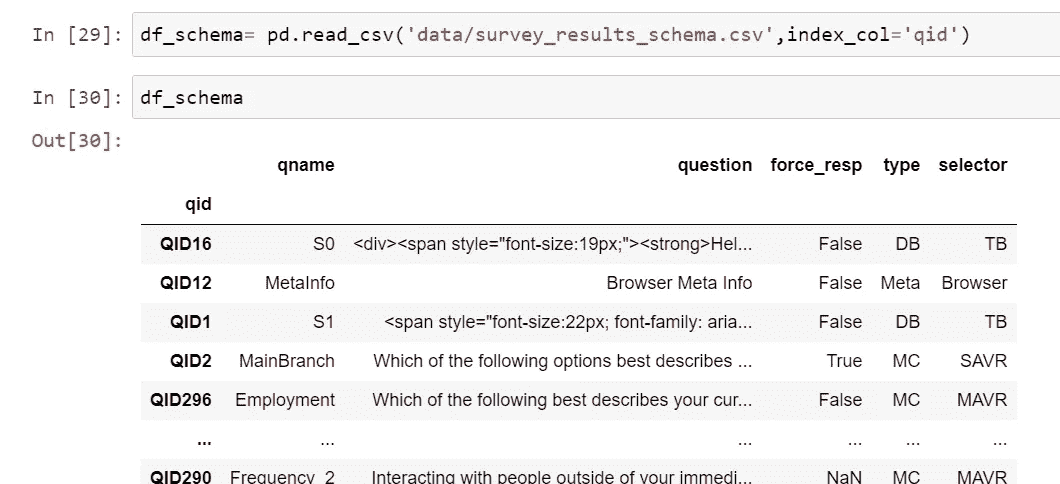 In [29]: df_schema= pd.read_csv('data/survey_results_schema.csv',index_col='qid')
In [30]: df_schema
Out[30]:
qname question force_resp type selector
qid
QID16 S0 <div><span style="font-size:19px;"><strong>Hel... False DB TB
QID12 MetaInfo Browser Meta Info False Meta Browser
QID1 S1 <span style="font-size:22px; font-family: aria... False DB TB
QID2 MainBranch Which of the following options best describes ... True MC SAVR
QID296 Employment Which of the following best describes your cur... False MC MAVR
... ... ... ... ... ...
QID290 Frequency_2 Interacting with people outside of your immedi... NaN MC MAVR